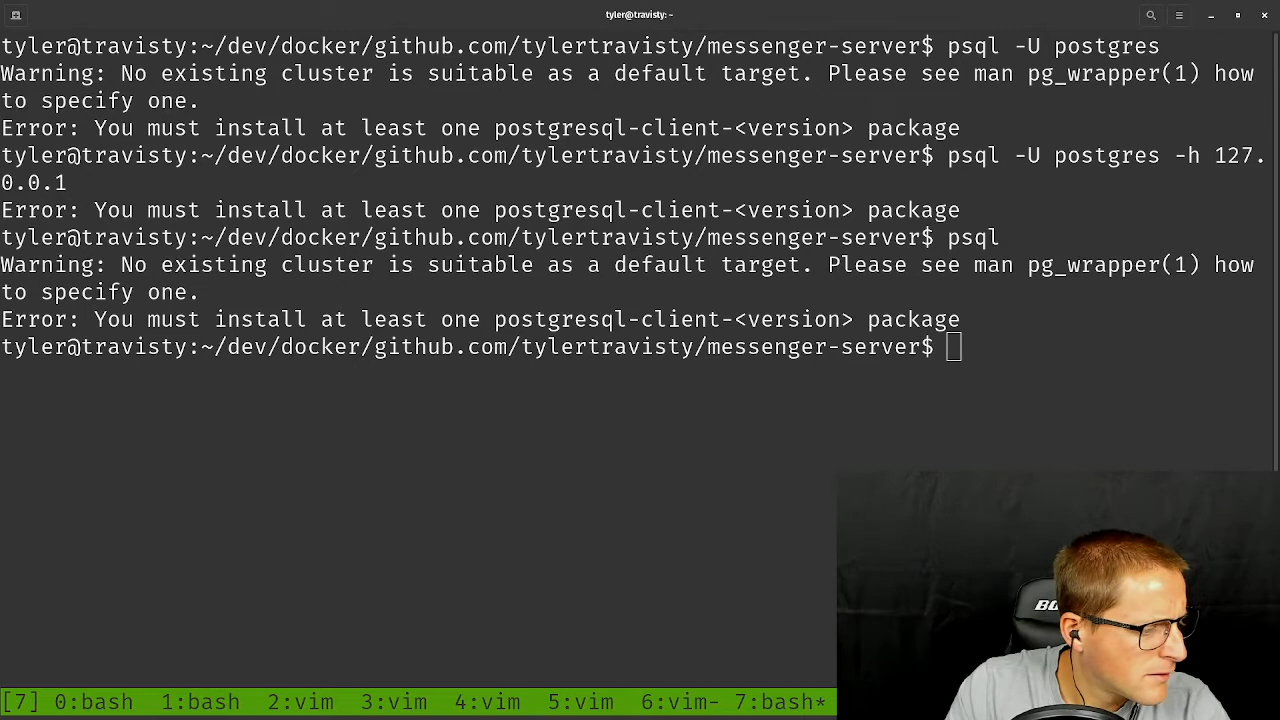 tyler@travisty: ~
tyler@travisty:~/dev/docker/github.com/tylertravisty/messenger-server$ psql -U postgres
Warning: No existing cluster is suitable as a default target. Please see man pg_wrapper(1) how
to specify one.
Error: You must install at least one postgresql-client-<version> package
tyler@travisty:~/dev/docker/github.com/tylertravisty/messenger-server$ psql -U postgres -h 127.
0.0.1
Error: You must install at least one postgresql-client-<version> package
tyler@travisty:~/dev/docker/github.com/tylertravisty/messenger-server$ psql
Warning: No existing cluster is suitable as a default target. Please see man pg_wrapper(1) how
to specify one.
Error: You must install at least one postgresql-client-<version> package
tyler@travisty:~/dev/docker/github.com/tylertravisty/messenger-server$
[7] 0:bash 1:bash 2:vim 3:vim 4:vim 5:vim 6:vim- 7:bash*